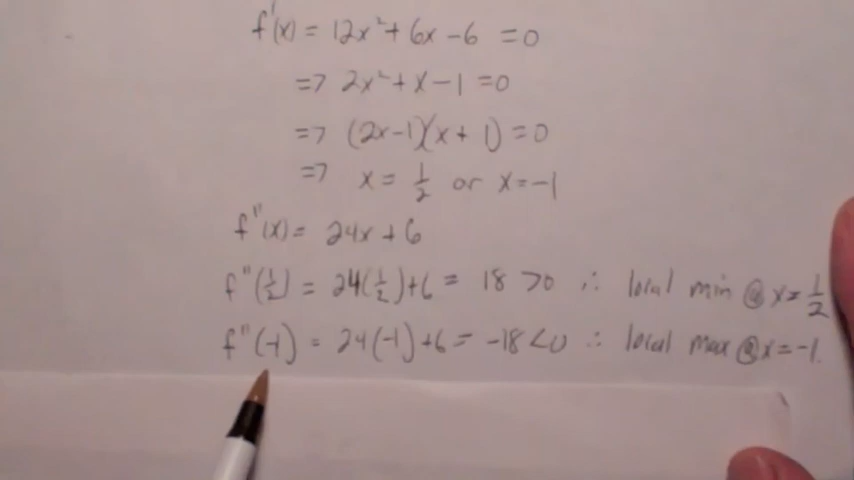 f'(x) = 12x² + 6x - 6 = 0
=> 2x² + x - 1 = 0
=> (2x-1)(x + 1) = 0
=> x = 1/2 or x = -1
f''(x) = 24x + 6
f''(1/2) = 24(1/2)+6 = 18 >0 ∴ local min @ x = 1/2
f''(-1) = 24(-1)+6 = -18 <0 ∴ local max @ x = -1.